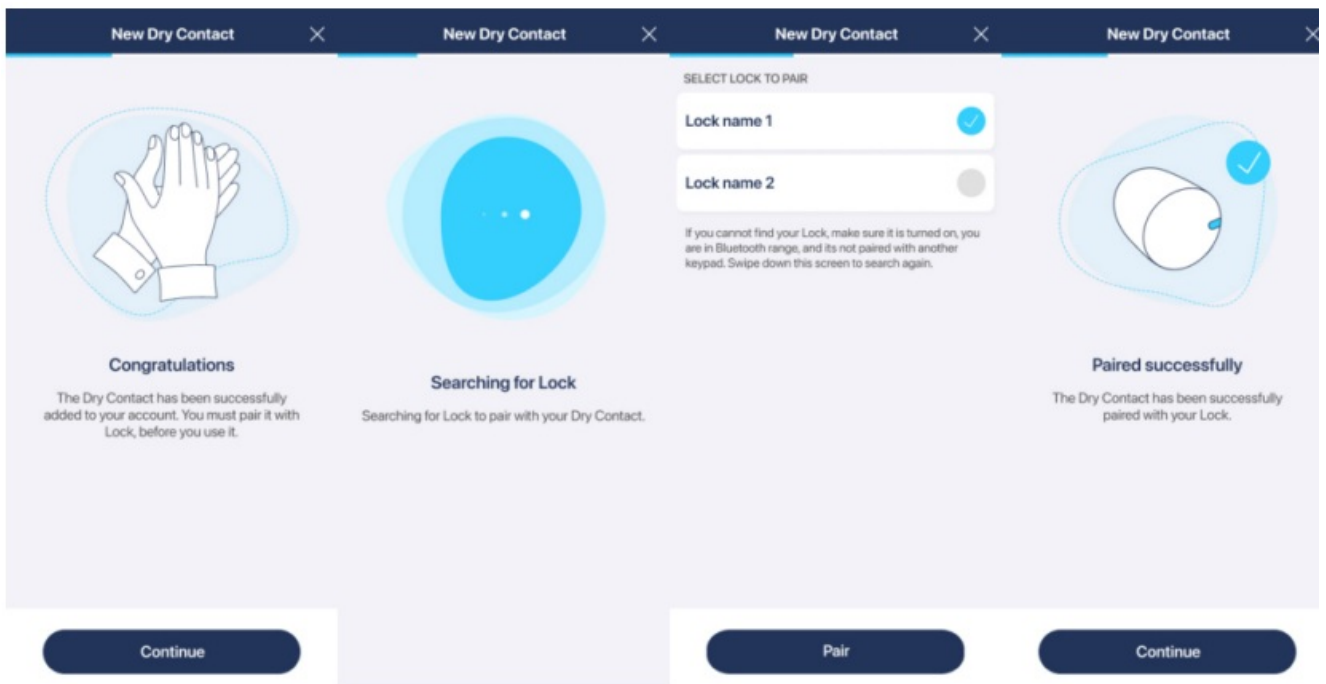 New Dry Contact
Congratulations
The Dry Contact has been successfully
added to your account. You must pair it with
Lock, before you use it.
Continue
New Dry Contact
Searching for Lock
Searching for Lock to pair with your Dry Contact.
New Dry Contact
SELECT LOCK TO PAIR
Lock name 1
Lock name 2
If you cannot find your Lock, make sure it is turned on, you
are in Bluetooth range, and its not paired with another
keypad. Swipe down this screen to search again.
Pair
New Dry Contact
Paired successfully
The Dry Contact has been successfully
paired with your Lock.
Continue